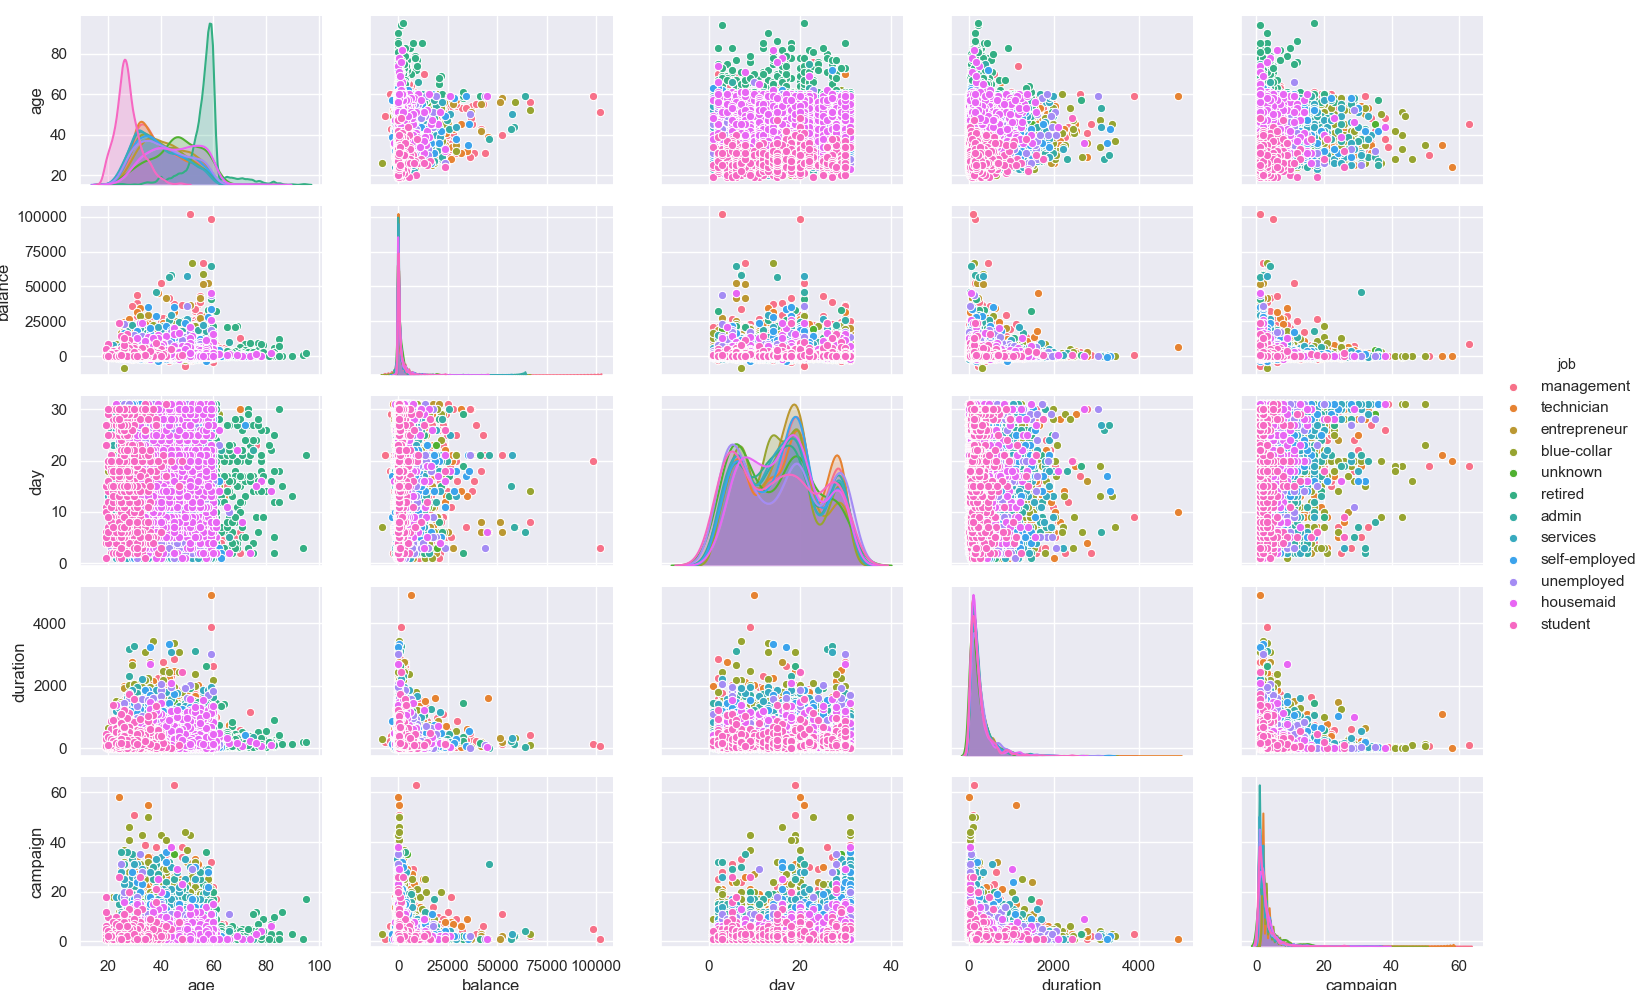 age
80
60
40
20
balance
100000
75000
50000
25000
0
day
30
20
10
0
duration
4000
2000
0
campaign
60
40
20
0
20 40 60 80 100
age
0 25000 50000 75000 100000
balance
0 20 40
day
0 2000 4000
duration
0 20 40 60
campaign
job
management
technician
entrepreneur
blue-collar
unknown
retired
admin
services
self-employed
unemployed
housemaid
student